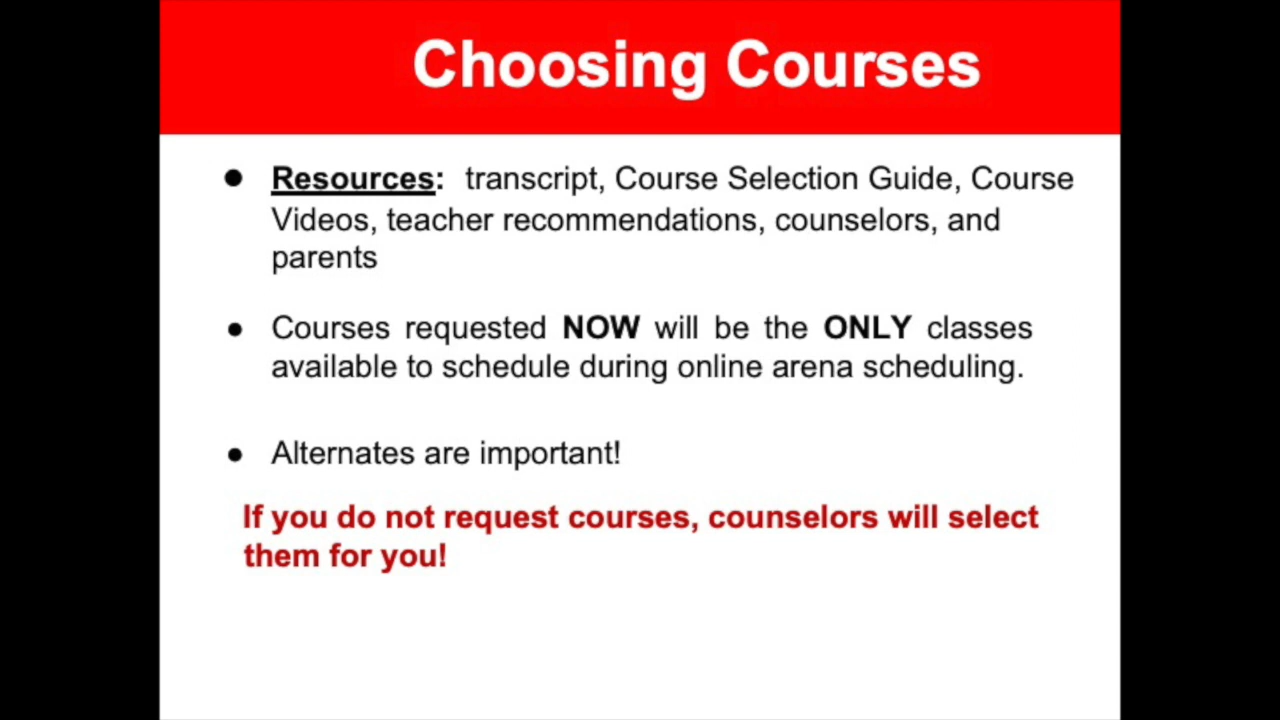 Choosing Courses
● Resources: transcript, Course Selection Guide, Course
Videos, teacher recommendations, counselors, and
parents
● Courses requested NOW will be the ONLY classes
available to schedule during online arena scheduling.
● Alternates are important!
If you do not request courses, counselors will select
them for you!